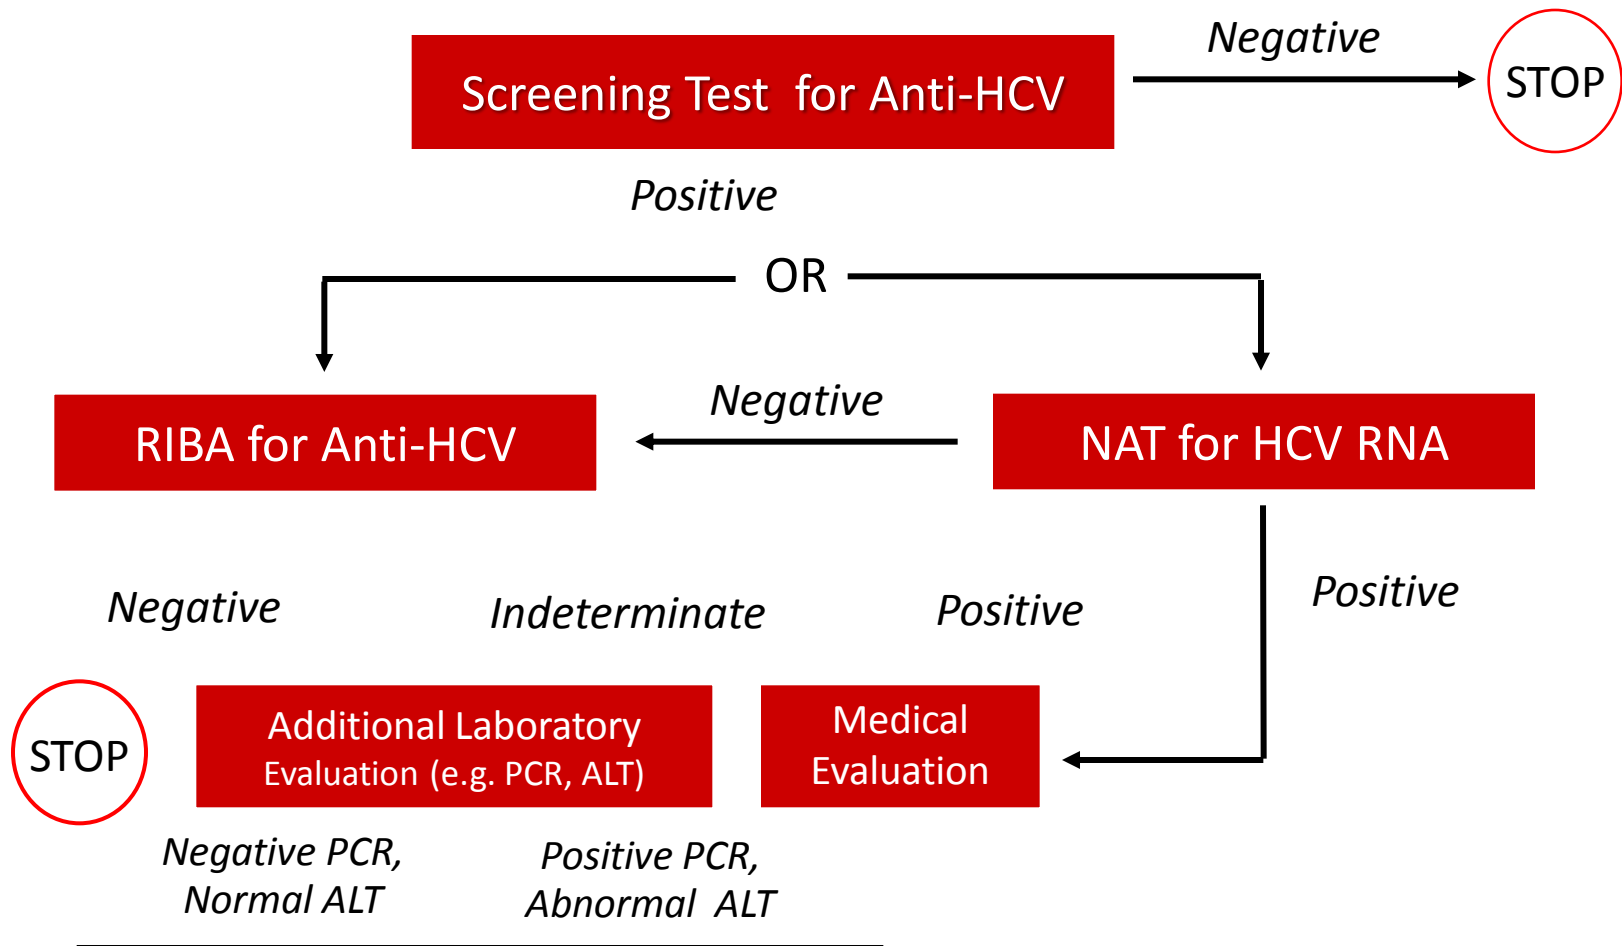 Negative
Screening Test for Anti-HCV
STOP
Positive
OR
Negative
RIBA for Anti-HCV
NAT for HCV RNA
Negative
Indeterminate
Positive
Positive
STOP
Additional Laboratory
Evaluation (e.g. PCR, ALT)
Medical
Evaluation
Negative PCR,
Normal ALT
Positive PCR,
Abnormal ALT